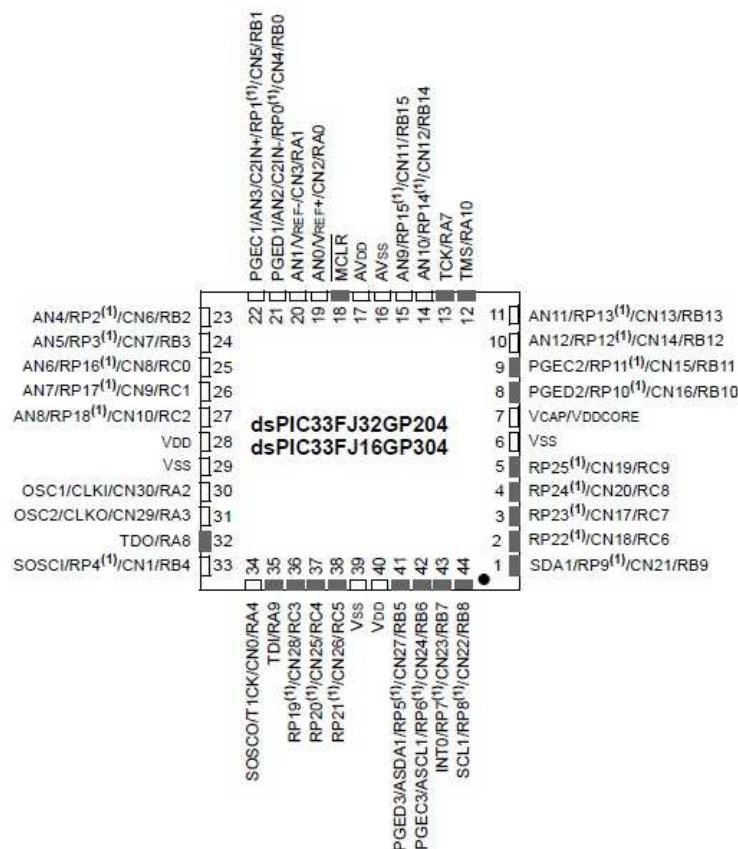 PGEC1/AN3/C2IN+/RP1(1)/CN5/RB1
PGED1/AN2/C2IN-/RP0(1)/CN4/RB0
AN1/VREF-/CN3/RA1
AN0/VREF+/CN2/RA0
MCLR
AVDD
AVSS
AN9/RP15(1)/CN11/RB15
AN10/RP14(1)/CN12/RB14
TCK/RA7
TMS/RA10
22 21 20 19 18 17 16 15 14 13 12
AN4/RP2(1)/CN6/RB2 23
AN5/RP3(1)/CN7/RB3 24
AN6/RP16(1)/CN8/RC0 25
AN7/RP17(1)/CN9/RC1 26
AN8/RP18(1)/CN10/RC2 27
VDD 28
VSS 29
OSC1/CLKI/CN30/RA2 30
OSC2/CLKO/CN29/RA3 31
TDO/RA8 32
SOSCI/RP4(1)/CN1/RB4 33
dsPIC33FJ32GP204
dsPIC33FJ16GP304
11 AN11/RP13(1)/CN13/RB13
10 AN12/RP12(1)/CN14/RB12
9 PGEC2/RP11(1)/CN15/RB11
8 PGED2/RP10(1)/CN16/RB10
7 VCAP/VDDCORE
6 VSS
5 RP25(1)/CN19/RC9
4 RP24(1)/CN20/RC8
3 RP23(1)/CN17/RC7
2 RP22(1)/CN18/RC6
1 SDA1/RP9(1)/CN21/RB9
34 35 36 37 38 39 40 41 42 43 44
SOSCO/T1CK/CN0/RA4
TDI/RA9
RP19(1)/CN28/RC3
RP20(1)/CN25/RC4
RP21(1)/CN26/RC5
VSS
VDD
PGED3/ASDA1/RP5(1)/CN27/RB5
PGEC3/ASCL1/RP6(1)/CN24/RB6
INT0/RP7(1)/CN23/RB7
SCL1/RP8(1)/CN22/RB8